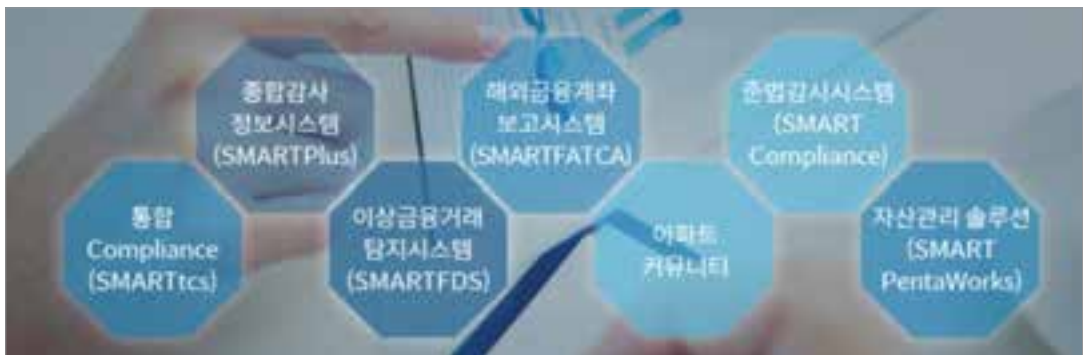 종합감사
정보시스템
(SMARTPlus)
해외금융계좌
보고시스템
(SMARTFATCA)
준법감시시스템
(SMART
Compliance)
통합
Compliance
(SMARTtcs)
이상금융거래
탐지시스템
(SMARTFDS)
아파트
커뮤니티
자산관리 솔루션
(SMART
PentaWorks)